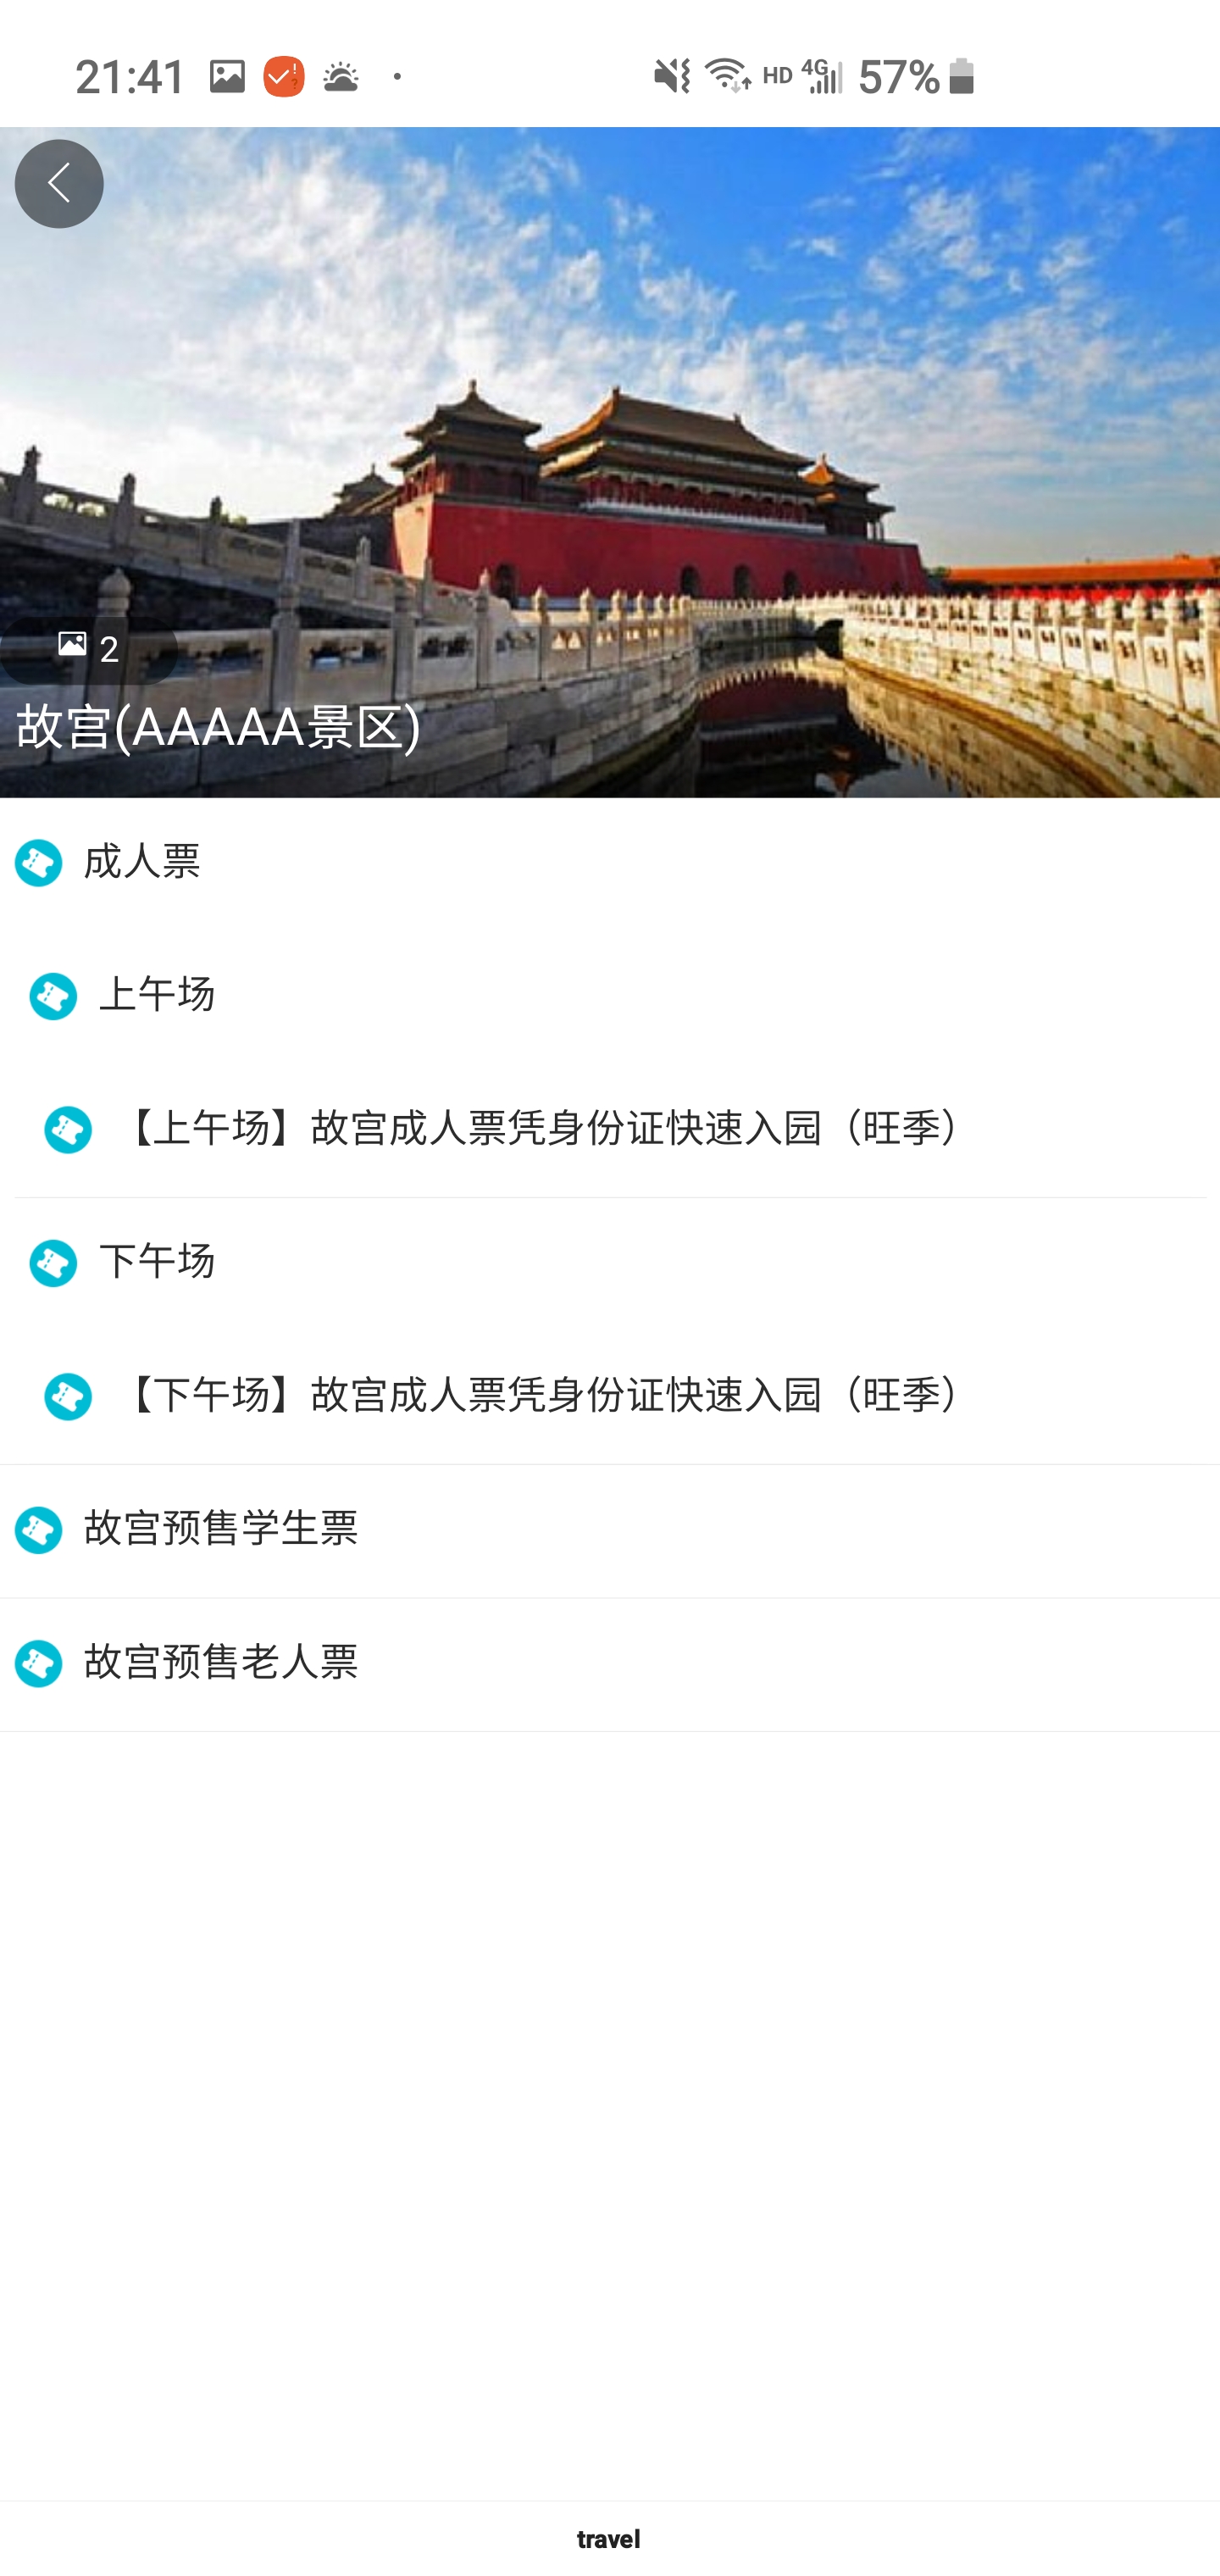 21:41 HD 4G 57%
2
故宫(AAAAA景区)
成人票
上午场
【上午场】故宫成人票凭身份证快速入园（旺季）
下午场
【下午场】故宫成人票凭身份证快速入园（旺季）
故宫预售学生票
故宫预售老人票
travel